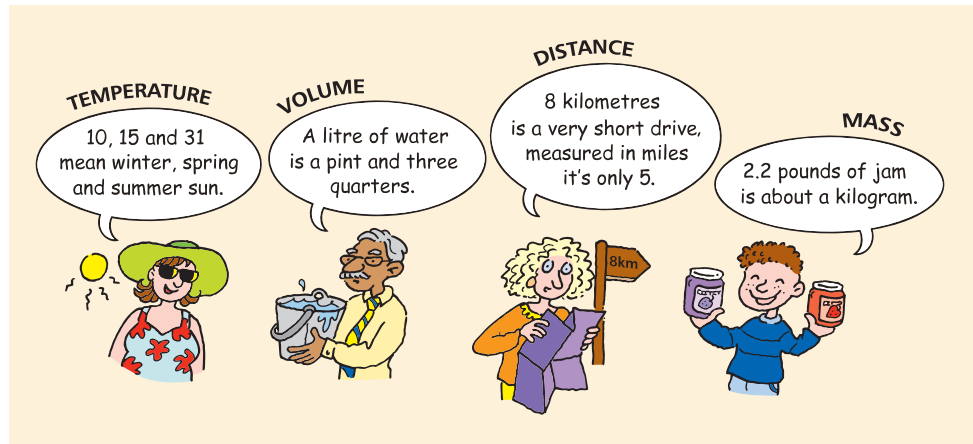 TEMPERATURE
10, 15 and 31
mean winter, spring
and summer sun.
VOLUME
A litre of water
is a pint and three
quarters.
DISTANCE
8 kilometres
is a very short drive,
measured in miles
it's only 5.
MASS
2.2 pounds of jam
is about a kilogram.
8km